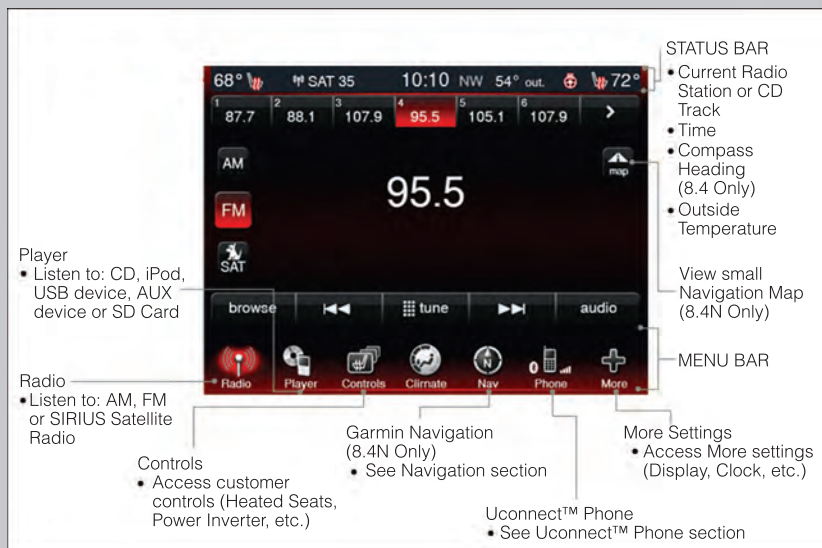 68° SAT 35 10:10 NW 54° out. 72°
1 87.7 2 88.1 3 107.9 4 95.5 5 105.1 6 107.9 >
AM
map
95.5
FM
SAT
browse tune audio
Radio Player Controls Climate Nav 0 Phone More
STATUS BAR
• Current Radio
Station or CD
Track
• Time
• Compass
Heading
(8.4 Only)
• Outside
Temperature
View small
Navigation Map
(8.4N Only)
MENU BAR
Player
• Listen to: CD, iPod,
USB device, AUX
device or SD Card
Radio
• Listen to: AM, FM
or SIRIUS Satellite
Radio
Controls
• Access customer
controls (Heated Seats,
Power Inverter, etc.)
Garmin Navigation
(8.4N Only)
• See Navigation section
Uconnect™ Phone
• See Uconnect™ Phone section
More Settings
• Access More settings
(Display, Clock, etc.)